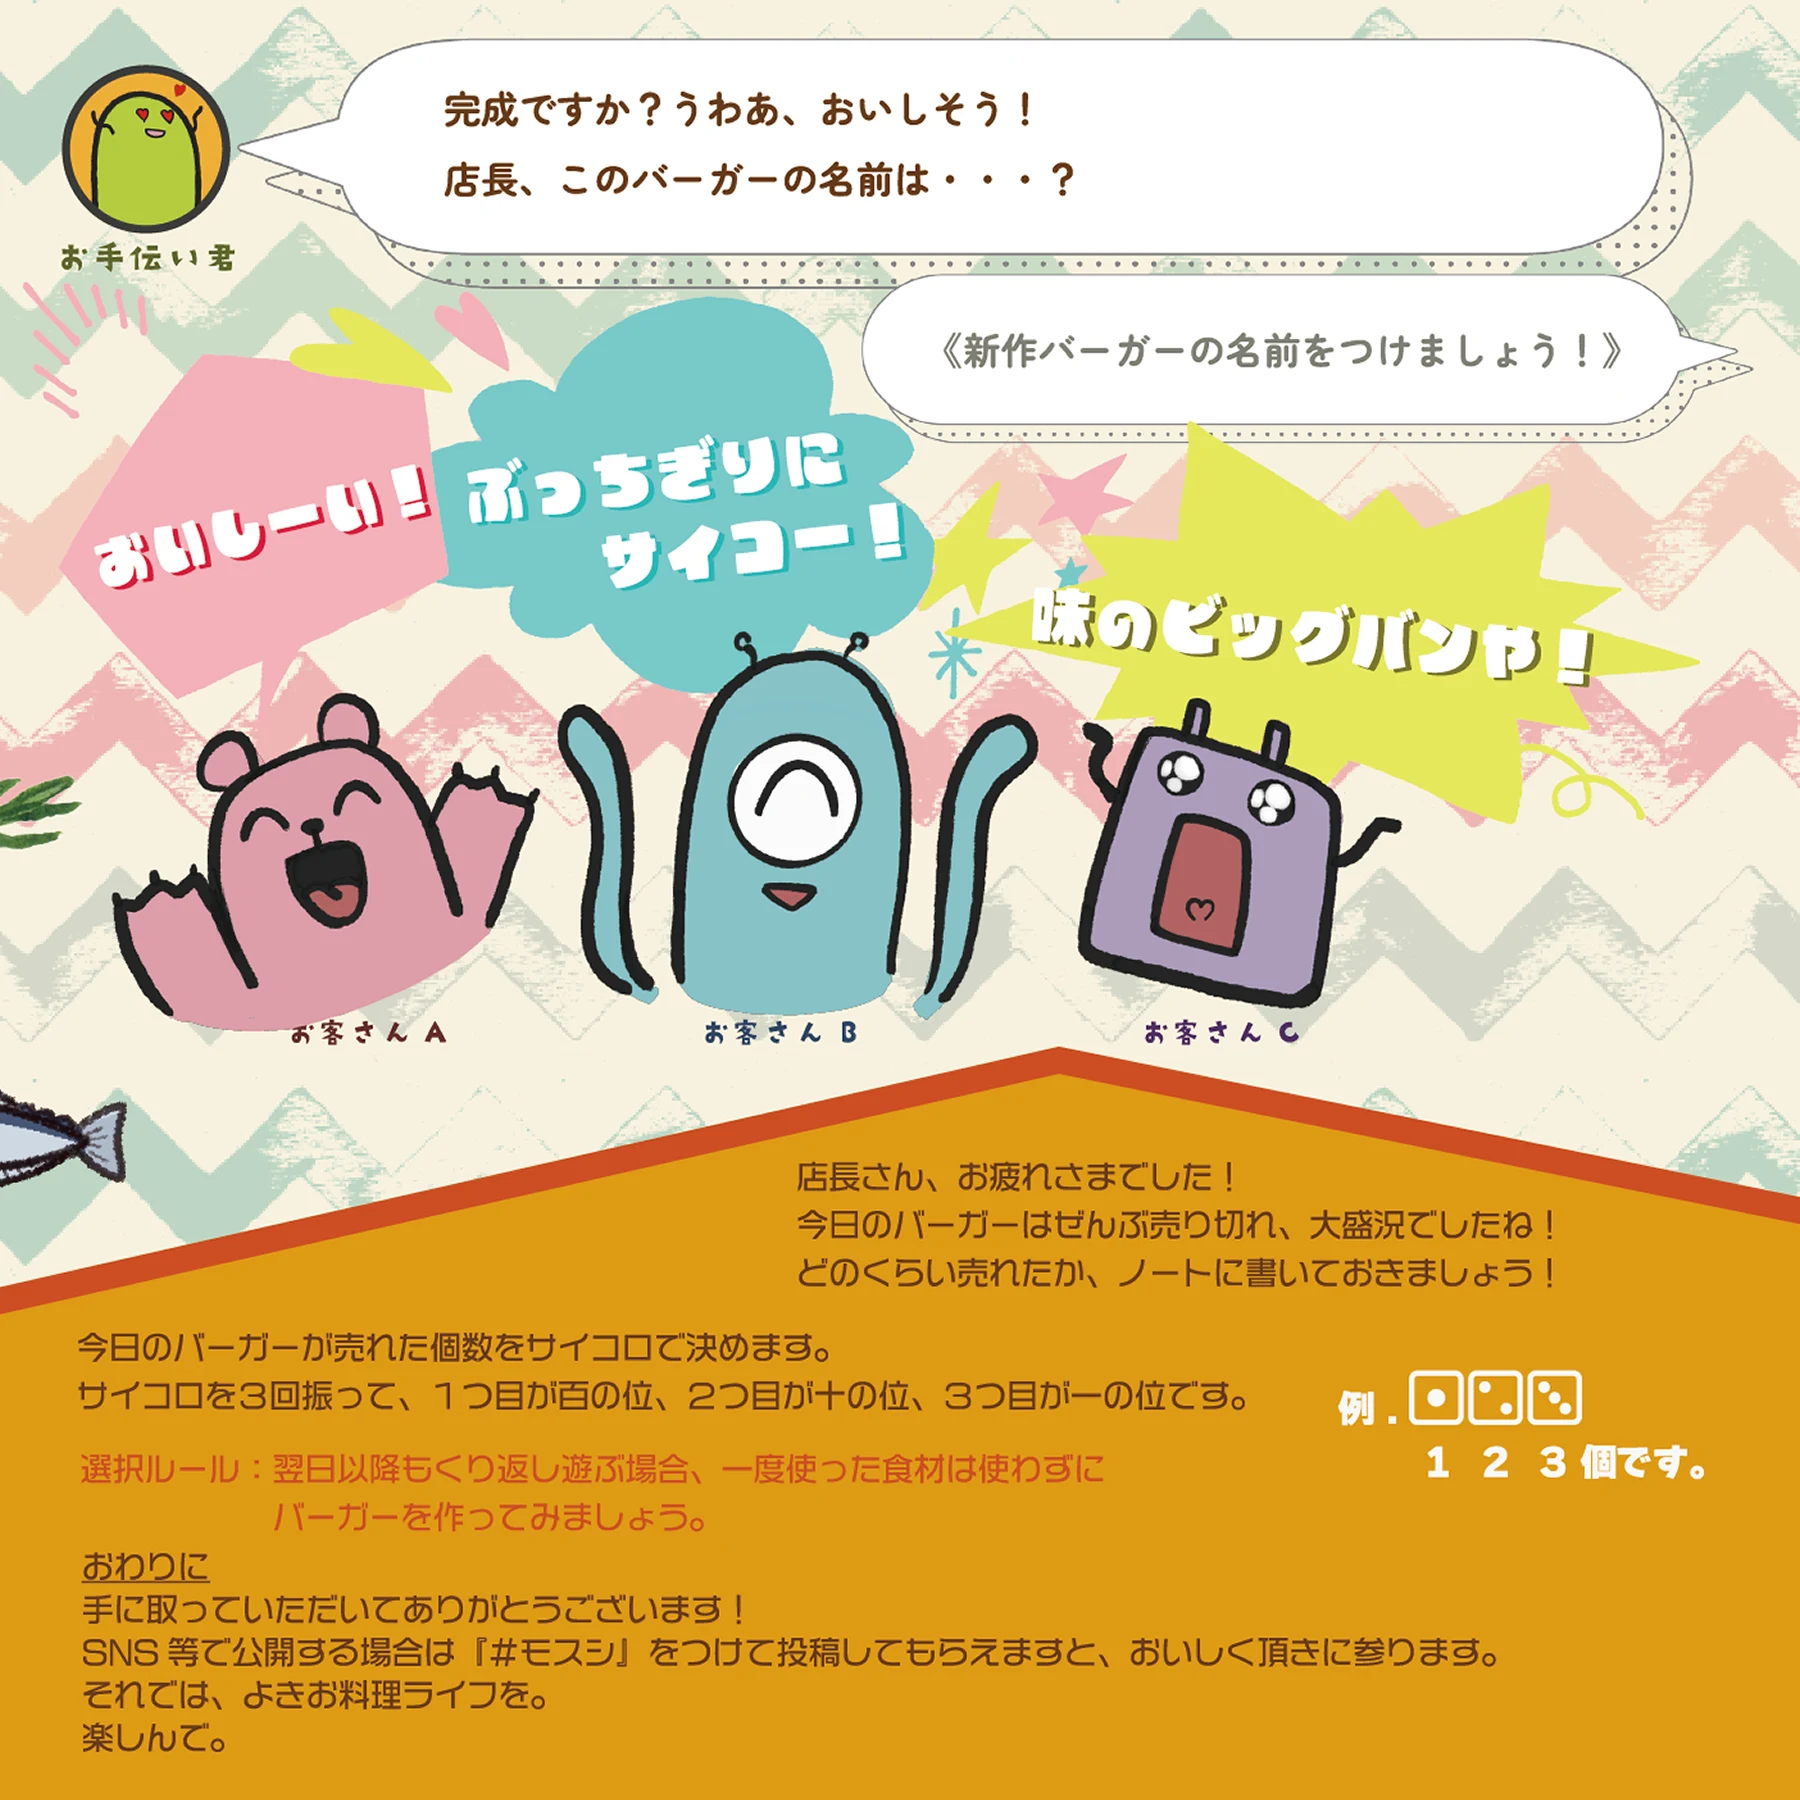 完成ですか？うわあ、おいしそう！
店長、このバーガーの名前は・・・？
お手伝い君
《新作バーガーの名前をつけましょう！》
おいしーい！
ぶっちぎりに
サイコー！
味のビッグバンや！
お客さん A
お客さん B
お客さん C
店長さん、お疲れさまでした！
今日のバーガーはぜんぶ売り切れ、大盛況でしたね！
どのくらい売れたか、ノートに書いておきましょう！
今日のバーガーが売れた個数をサイコロで決めます。
サイコロを３回振って、１つ目が百の位、２つ目が十の位、３つ目が一の位です。
例．
１ ２ ３ 個です。
選択ルール：翌日以降もくり返し遊ぶ場合、一度使った食材は使わずに
バーガーを作ってみましょう。
おわりに
手に取っていただいてありがとうございます！
SNS 等で公開する場合は『＃モスシ』をつけて投稿してもらえますと、おいしく頂きに参ります。
それでは、よきお料理ライフを。
楽しんで。